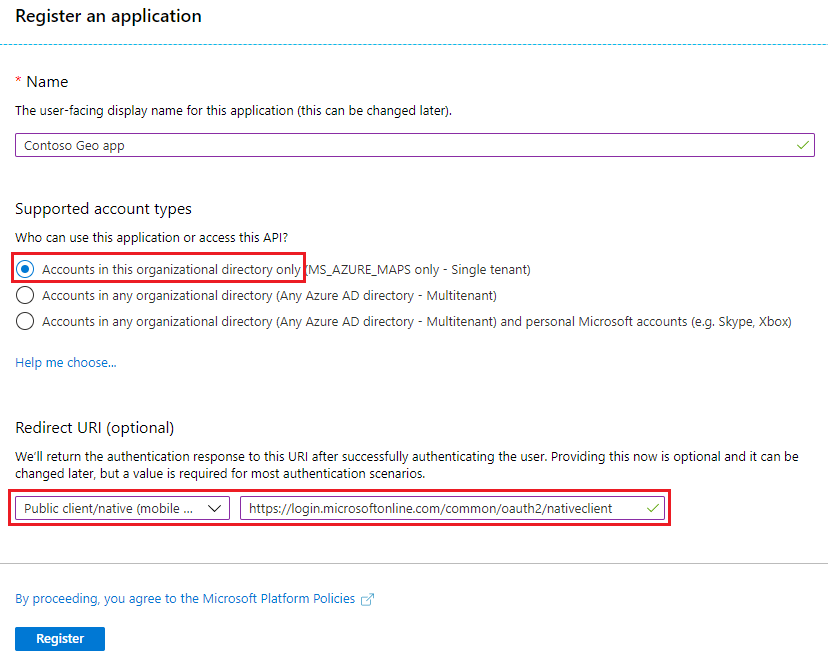 Register an application
* Name
The user-facing display name for this application (this can be changed later).
Contoso Geo app
Supported account types
Who can use this application or access this API?
Accounts in this organizational directory only (MS_AZURE_MAPS only - Single tenant)
Accounts in any organizational directory (Any Azure AD directory - Multitenant)
Accounts in any organizational directory (Any Azure AD directory - Multitenant) and personal Microsoft accounts (e.g. Skype, Xbox)
Help me choose...
Redirect URI (optional)
We'll return the authentication response to this URI after successfully authenticating the user. Providing this now is optional and it can be
changed later, but a value is required for most authentication scenarios.
Public client/native (mobile ... https://login.microsoftonline.com/common/oauth2/nativeclient
By proceeding, you agree to the Microsoft Platform Policies
Register